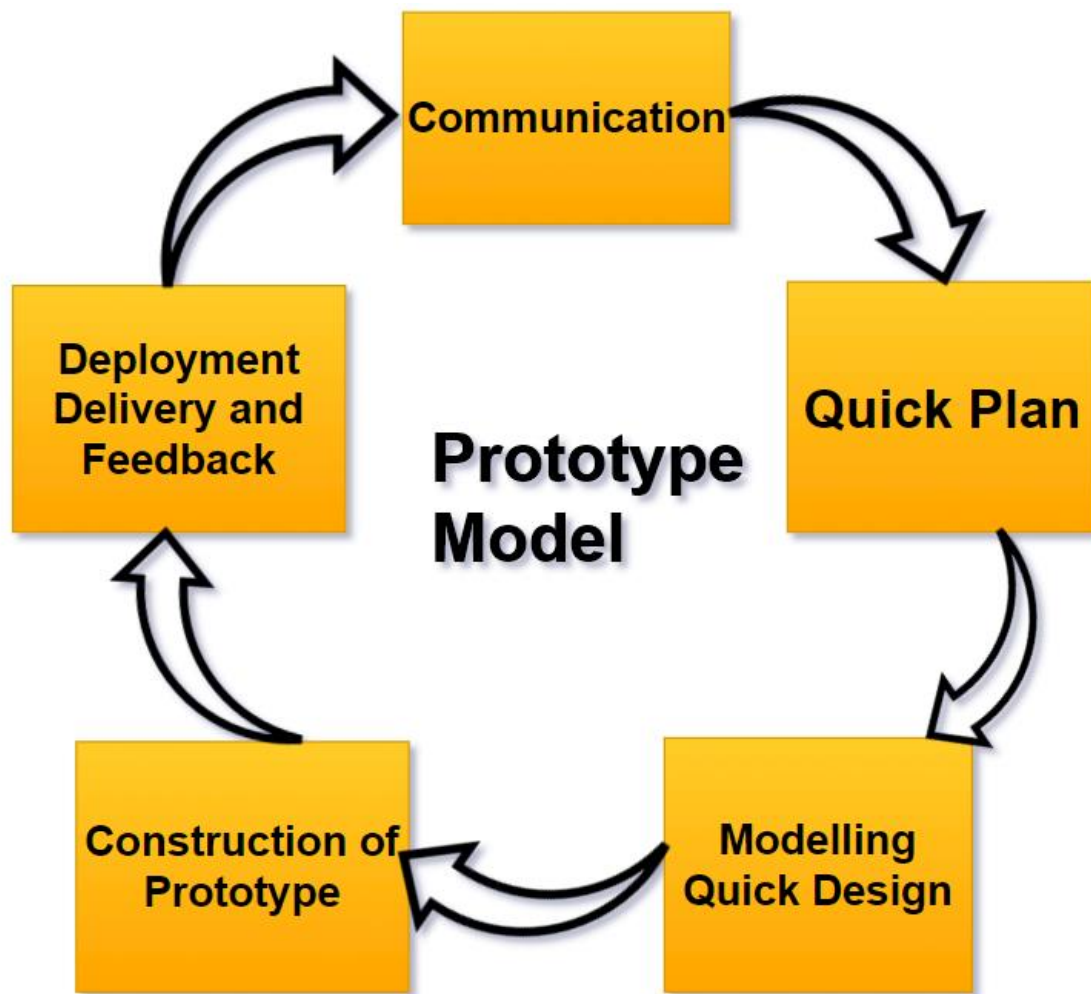 Communication
Quick Plan
Modelling
Quick Design
Construction of
Prototype
Deployment
Delivery and
Feedback
Prototype
Model